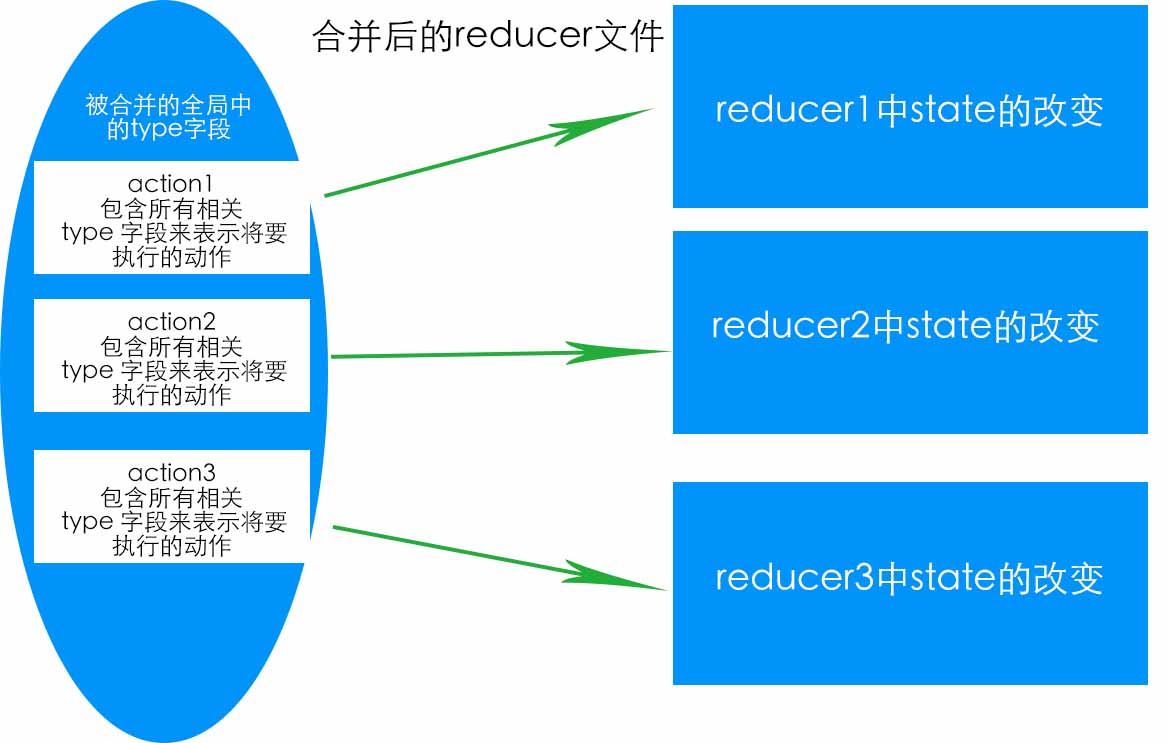 合并后的reducer文件
被合并的全局中
的type字段
action1
包含所有相关
type 字段来表示将要
执行的动作
action2
包含所有相关
type 字段来表示将要
执行的动作
action3
包含所有相关
type 字段来表示将要
执行的动作
reducer1中state的改变
reducer2中state的改变
reducer3中state的改变